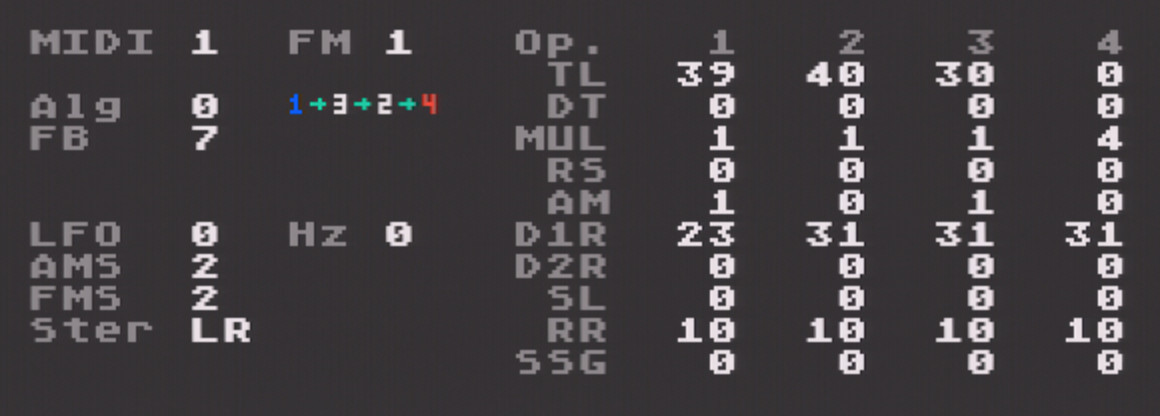 MIDI 1 FM 1 Op. 1 2 3 4
TL 39 40 30 0
Alg 0 1→3→2→4 DT 0 0 0 0
FB 7 MUL 1 1 1 4
RS 0 0 0 0
AM 1 0 1 0
LFO 0 Hz 0 D1R 23 31 31 31
AMS 2 D2R 0 0 0 0
FMS 2 SL 0 0 0 0
Ster LR RR 10 10 10 10
SSG 0 0 0 0